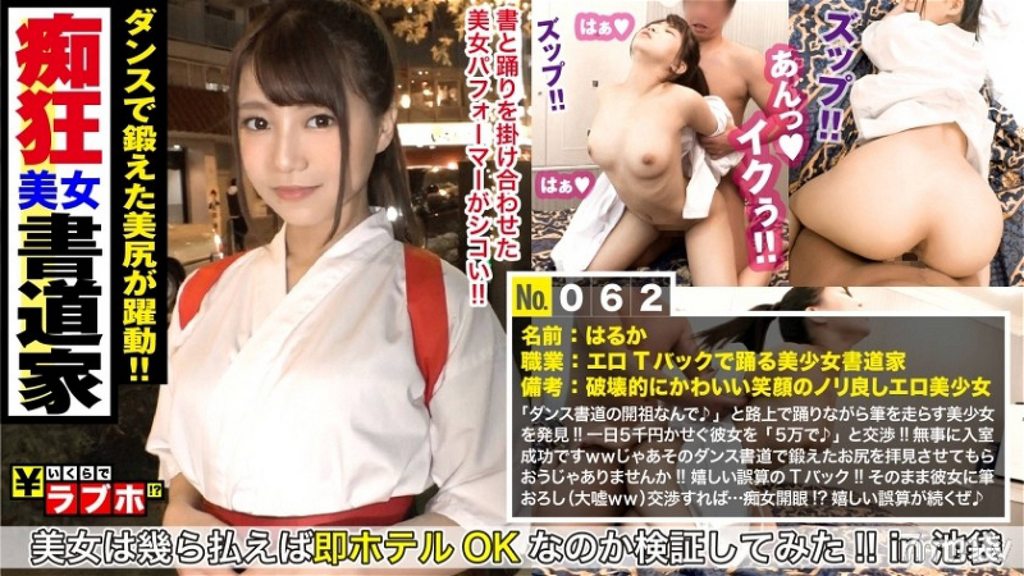 痴狂
美女
書道家
ダンスで鍛えた美尻が躍動!!
書と踊りを掛け合わせた
美女パフォーマーがシコい!!
はぁ♥
ズップ!!
はぁ♥
あんっ♥
イクぅ!!
ズップ!!
No. 062
名前：はるか
職業：エロTバックで踊る美少女書道家
備考：破壊的にかわいい笑顔のノリ良しエロ美少女
「ダンス書道の開祖なんで♪」と路上で踊りながら筆を走らす美少女
を発見!!一日5千円かせぐ彼女を「5万で♪」と交渉!!無事に入室
成功ですwwじゃあそのダンス書道で鍛えたお尻を拝見させてもら
おうじゃありませんか!!嬉しい誤算のTバック!!そのまま彼女に筆
おろし(大嘘ww)交渉すれば…痴女開眼!?嬉しい誤算が続くぜ♪
¥いくらで
ラブホ!?
美女は幾ら払えば即ホテルOKなのか検証してみた!! in 池袋